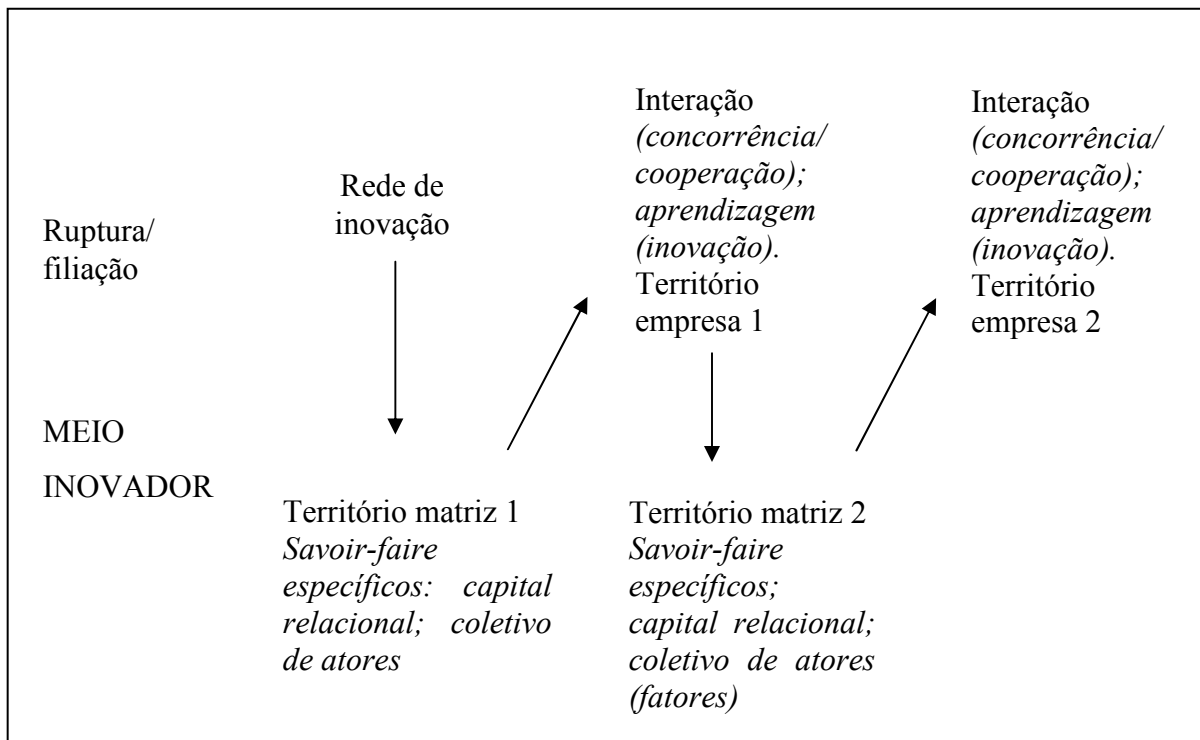 Ruptura/
filiação
Rede de
inovação
Interação
(concorrência/
cooperação);
aprendizagem
(inovação).
Território
empresa 1
Interação
(concorrência/
cooperação);
aprendizagem
(inovação).
Território
empresa 2
MEIO
INOVADOR
Território matriz 1
Savoir-faire
específicos: capital
relacional; coletivo
de atores
Território matriz 2
Savoir-faire
específicos;
capital relacional;
coletivo de atores
(fatores)